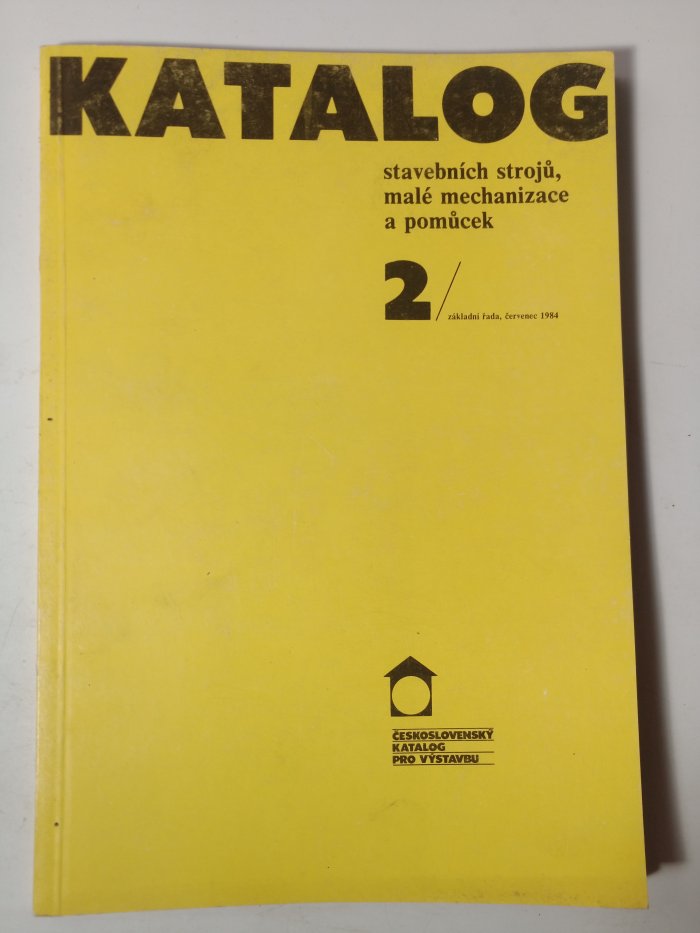 KATALOG
stavebních strojů,
malé mechanizace
a pomůcek
2/ základní řada, červenec 1984
ČESKOSLOVENSKÝ
KATALOG
PRO VÝSTAVBU